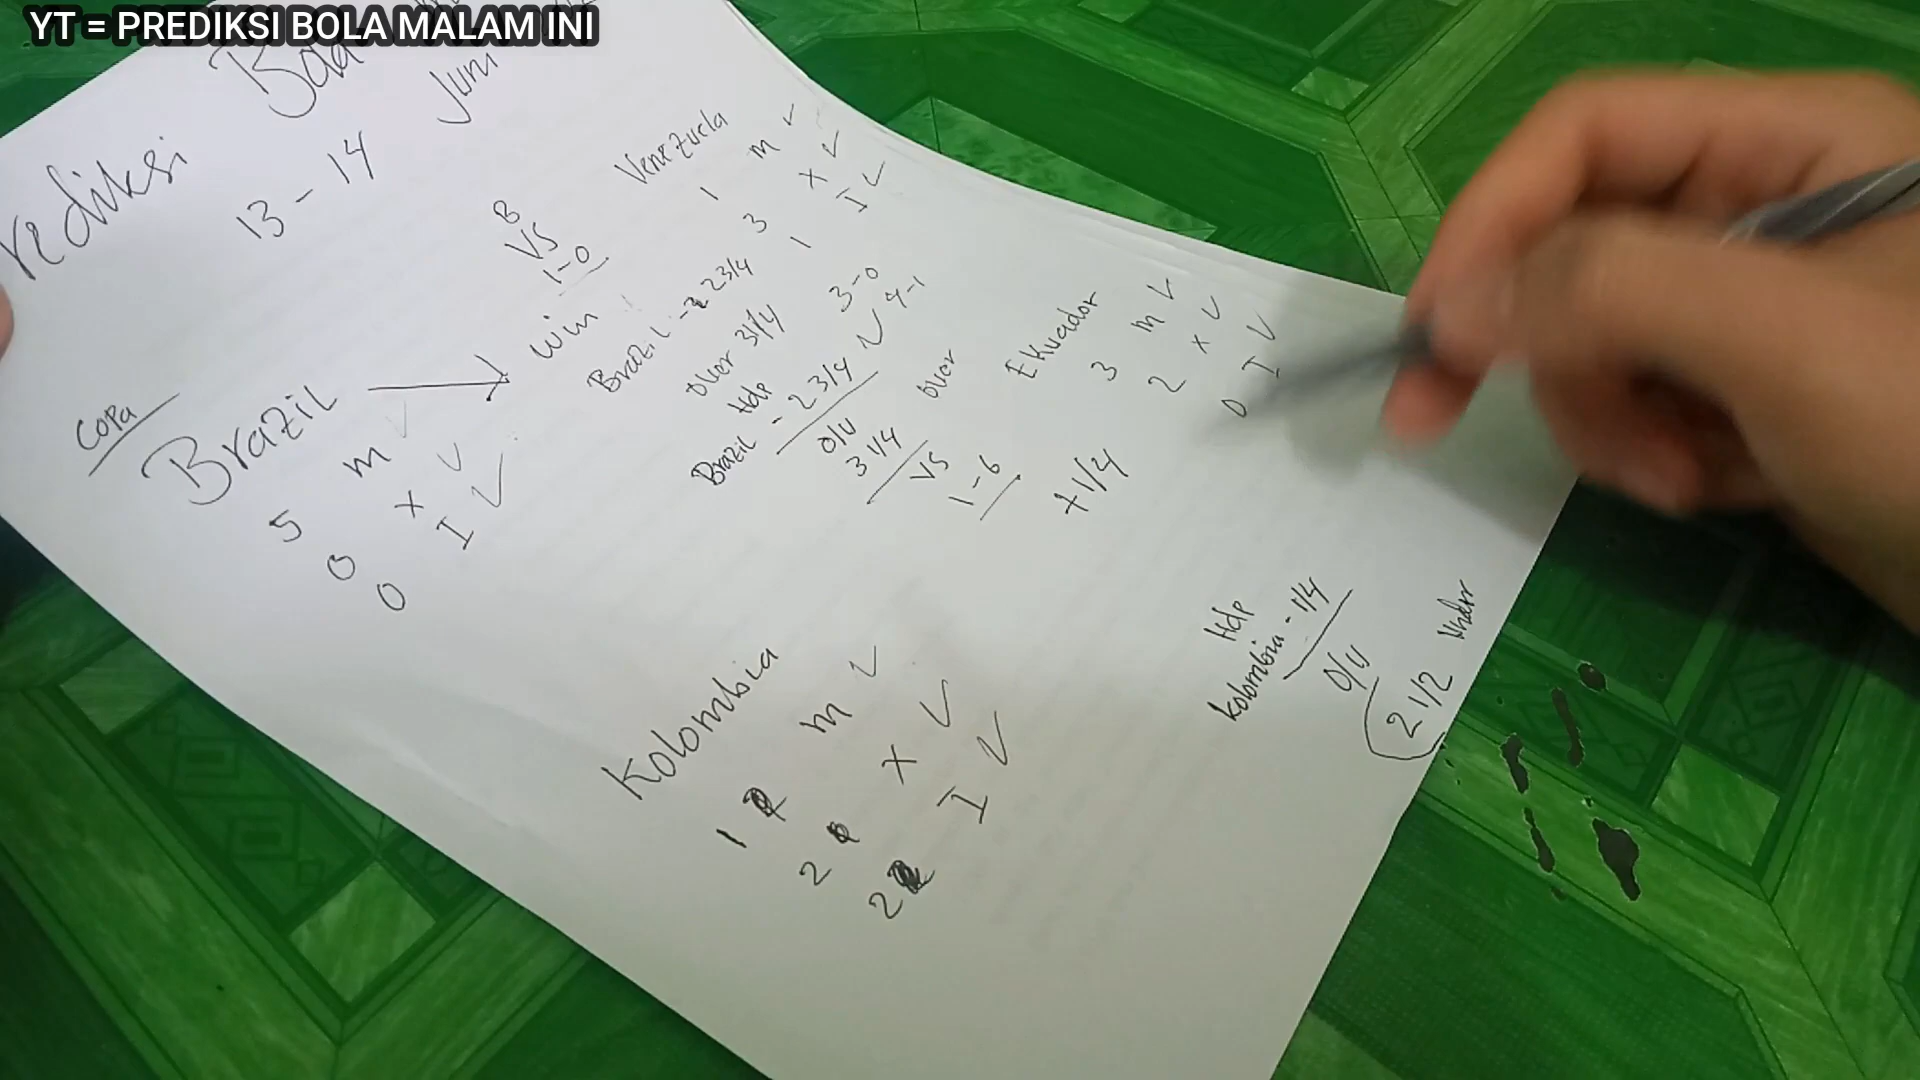 YT = PREDIKSI BOLA MALAM INI
rediksi Bola
13 - 14 Juni
Copa
Brazil
5 m ✓
0 x ✓
0 I ✓
B
VS
1-0
win
Venezuela
1 m ✓
3 x ✓
1 I ✓
Brazil - 2 3/4
Over 3 1/4
3-0
4-1
Hdp
Brazil - 2 3/4 ✓
O/U
3 1/4
over
Kolombia
1 m ✓
2 x ✓
2 I ✓
VS
1-6
Ekuador
3 m ✓
2 x ✓
0 I ✓
+1/4
Hdp
Kolombia - 1/4
O/U
2 1/2
under